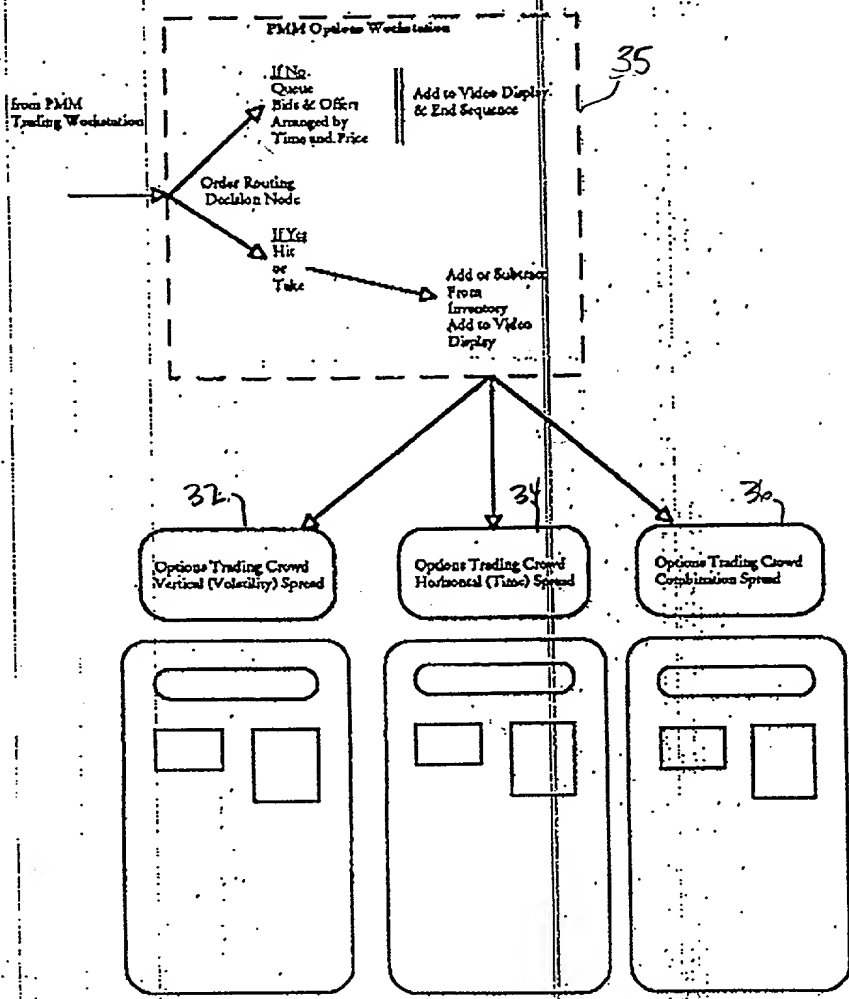 PMM Options Workstation
35
from PMM
Trading Workstation
If No
Queue
Bids & Offers
Arranged by
Time and Price
Add to Video Display
& End Sequence
Order Routing
Decision Node
If Yes
Hit
or
Take
Add or Subtract
From
Inventory
Add to Video
Display
32
34
36
Options Trading Crowd
Vertical (Volatility) Spread
Options Trading Crowd
Horizontal (Time) Spread
Options Trading Crowd
Combination Spread